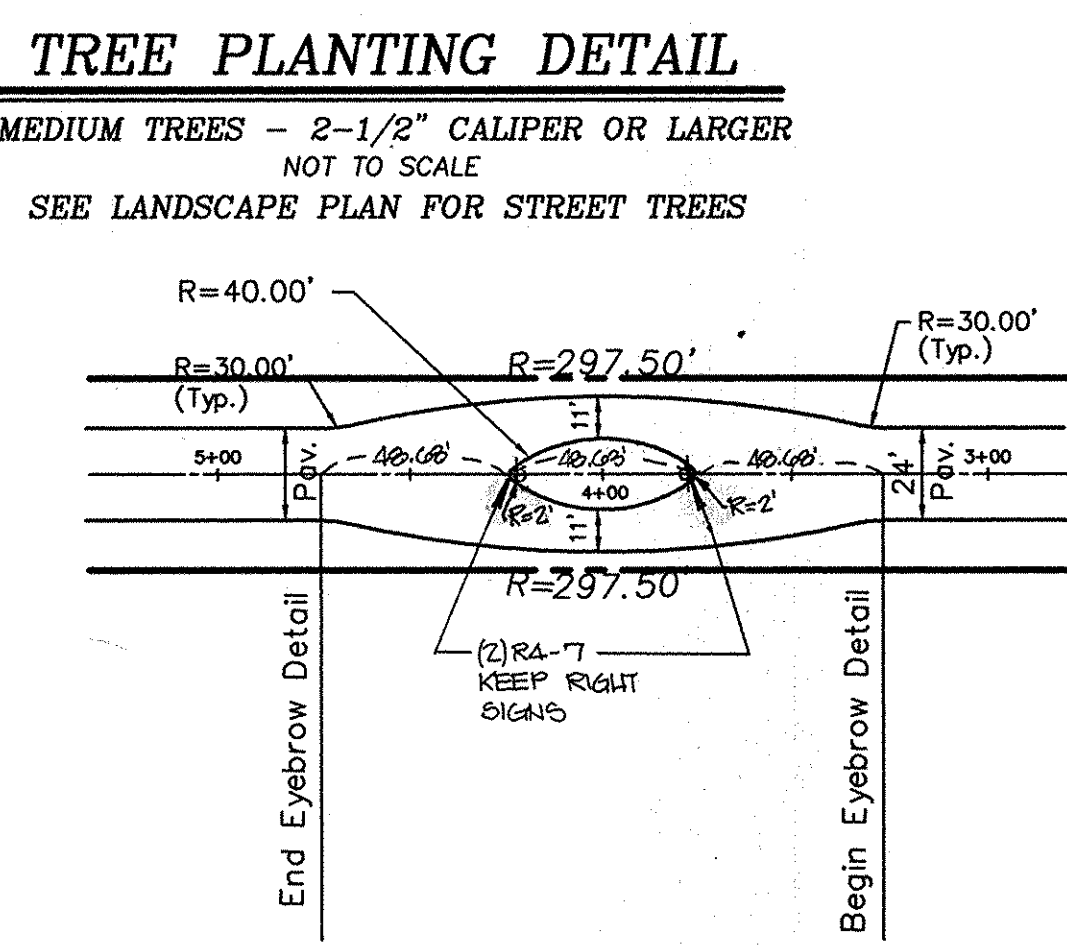 TREE PLANTING DETAIL
MEDIUM TREES - 2-1/2" CALIPER OR LARGER
NOT TO SCALE
SEE LANDSCAPE PLAN FOR STREET TREES
R=40.00'
R=30.00'
(Typ.)
R=297.50'
R=30.00'
(Typ.)
11'
5+00
Pav.
48.68'
48.68'
48.68'
24'
Pav.
3+00
4+00
R=2'
R=2'
11'
R=297.50'
(2) R4-7
KEEP RIGHT
SIGNS
End Eyebrow Detail
Begin Eyebrow Detail